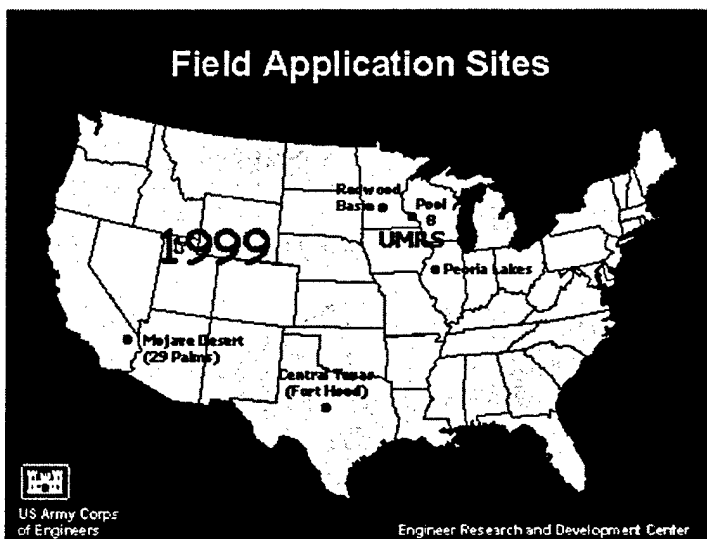 Field Application Sites
Redwood
Basin
Pool
8
1999
UMRS
Peoria Lakes
Mojave Desert
(29 Palms)
Central Texas
(Fort Hood)
US Army Corps
of Engineers
Engineer Research and Development Center